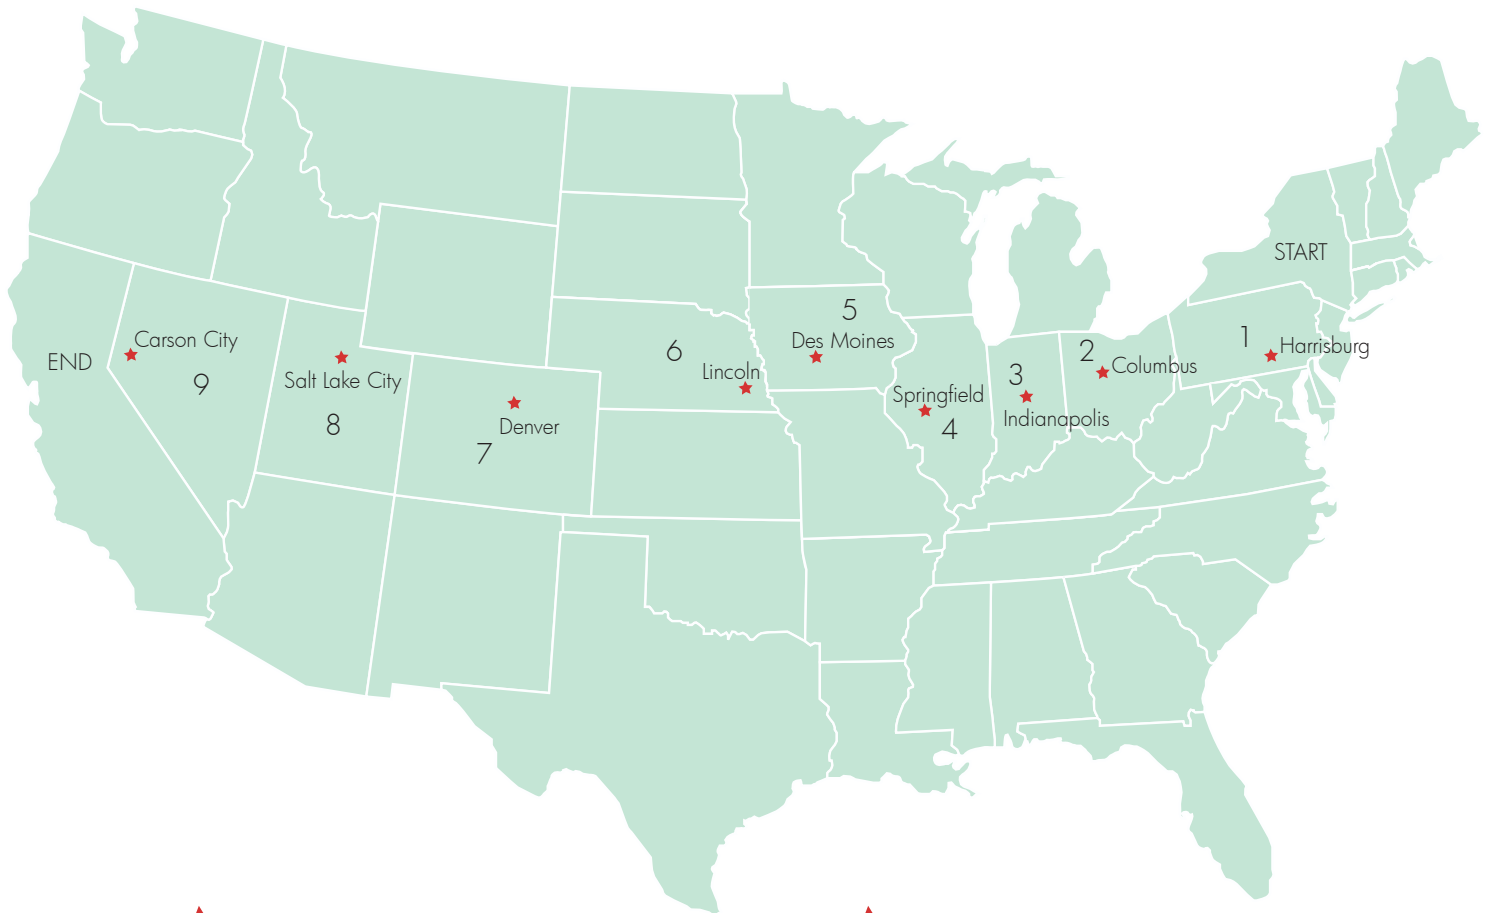 START
5
Des Moines
1
Harrisburg
Carson City
END
9
Salt Lake City
8
Denver
7
6
Lincoln
Springfield
4
3
Indianapolis
2
Columbus